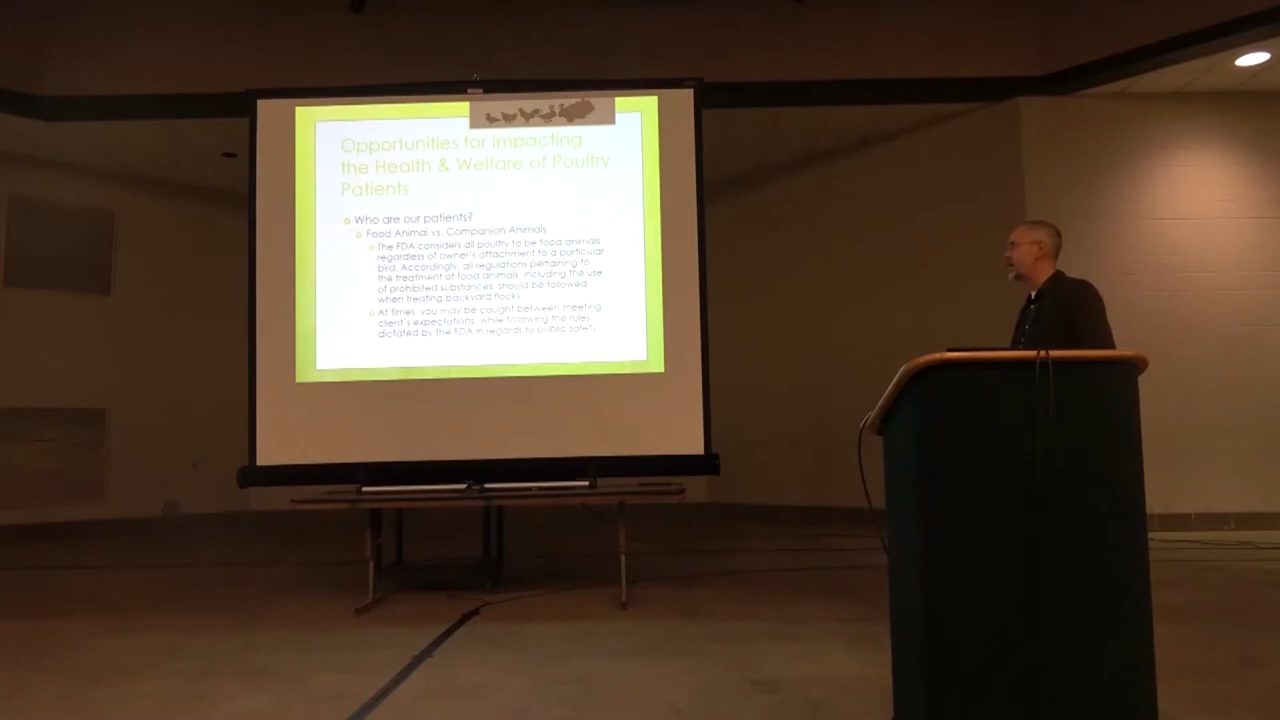 Opportunities for Impacting
the Health & Welfare of Poultry
Patients
Who are our patients?
Food Animal vs. Companion Animals
The FDA considers all poultry to be food animals
regardless of owner's attachment to a particular
bird. Accordingly, all regulations pertaining to
the treatment of food animals, including the use
of prohibited substances, should be followed
when treating backyard flocks
At times, you may be caught between meeting
client's expectations, while following the rules
dictated by the FDA in regards to public safety